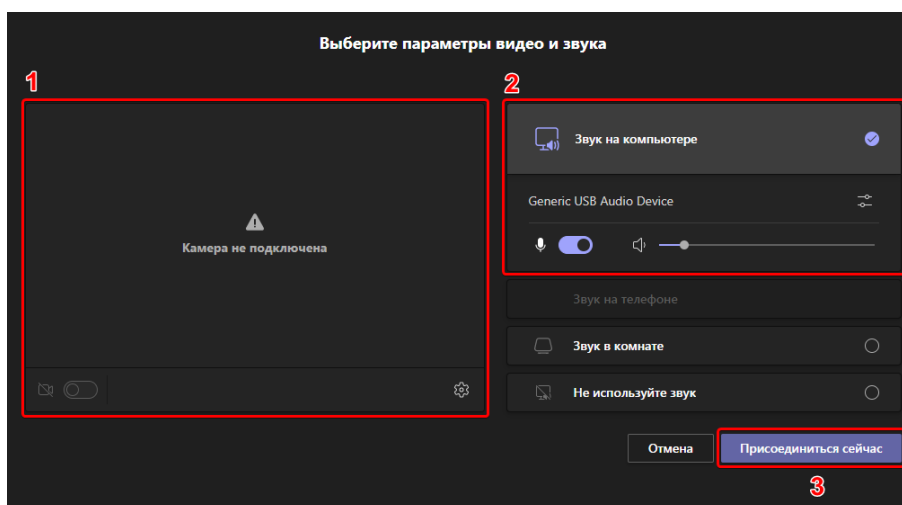 Выберите параметры видео и звука
1
2
Звук на компьютере
Generic USB Audio Device
Камера не подключена
Звук на телефоне
Звук в комнате
Не используйте звук
Отмена
Присоединиться сейчас
3